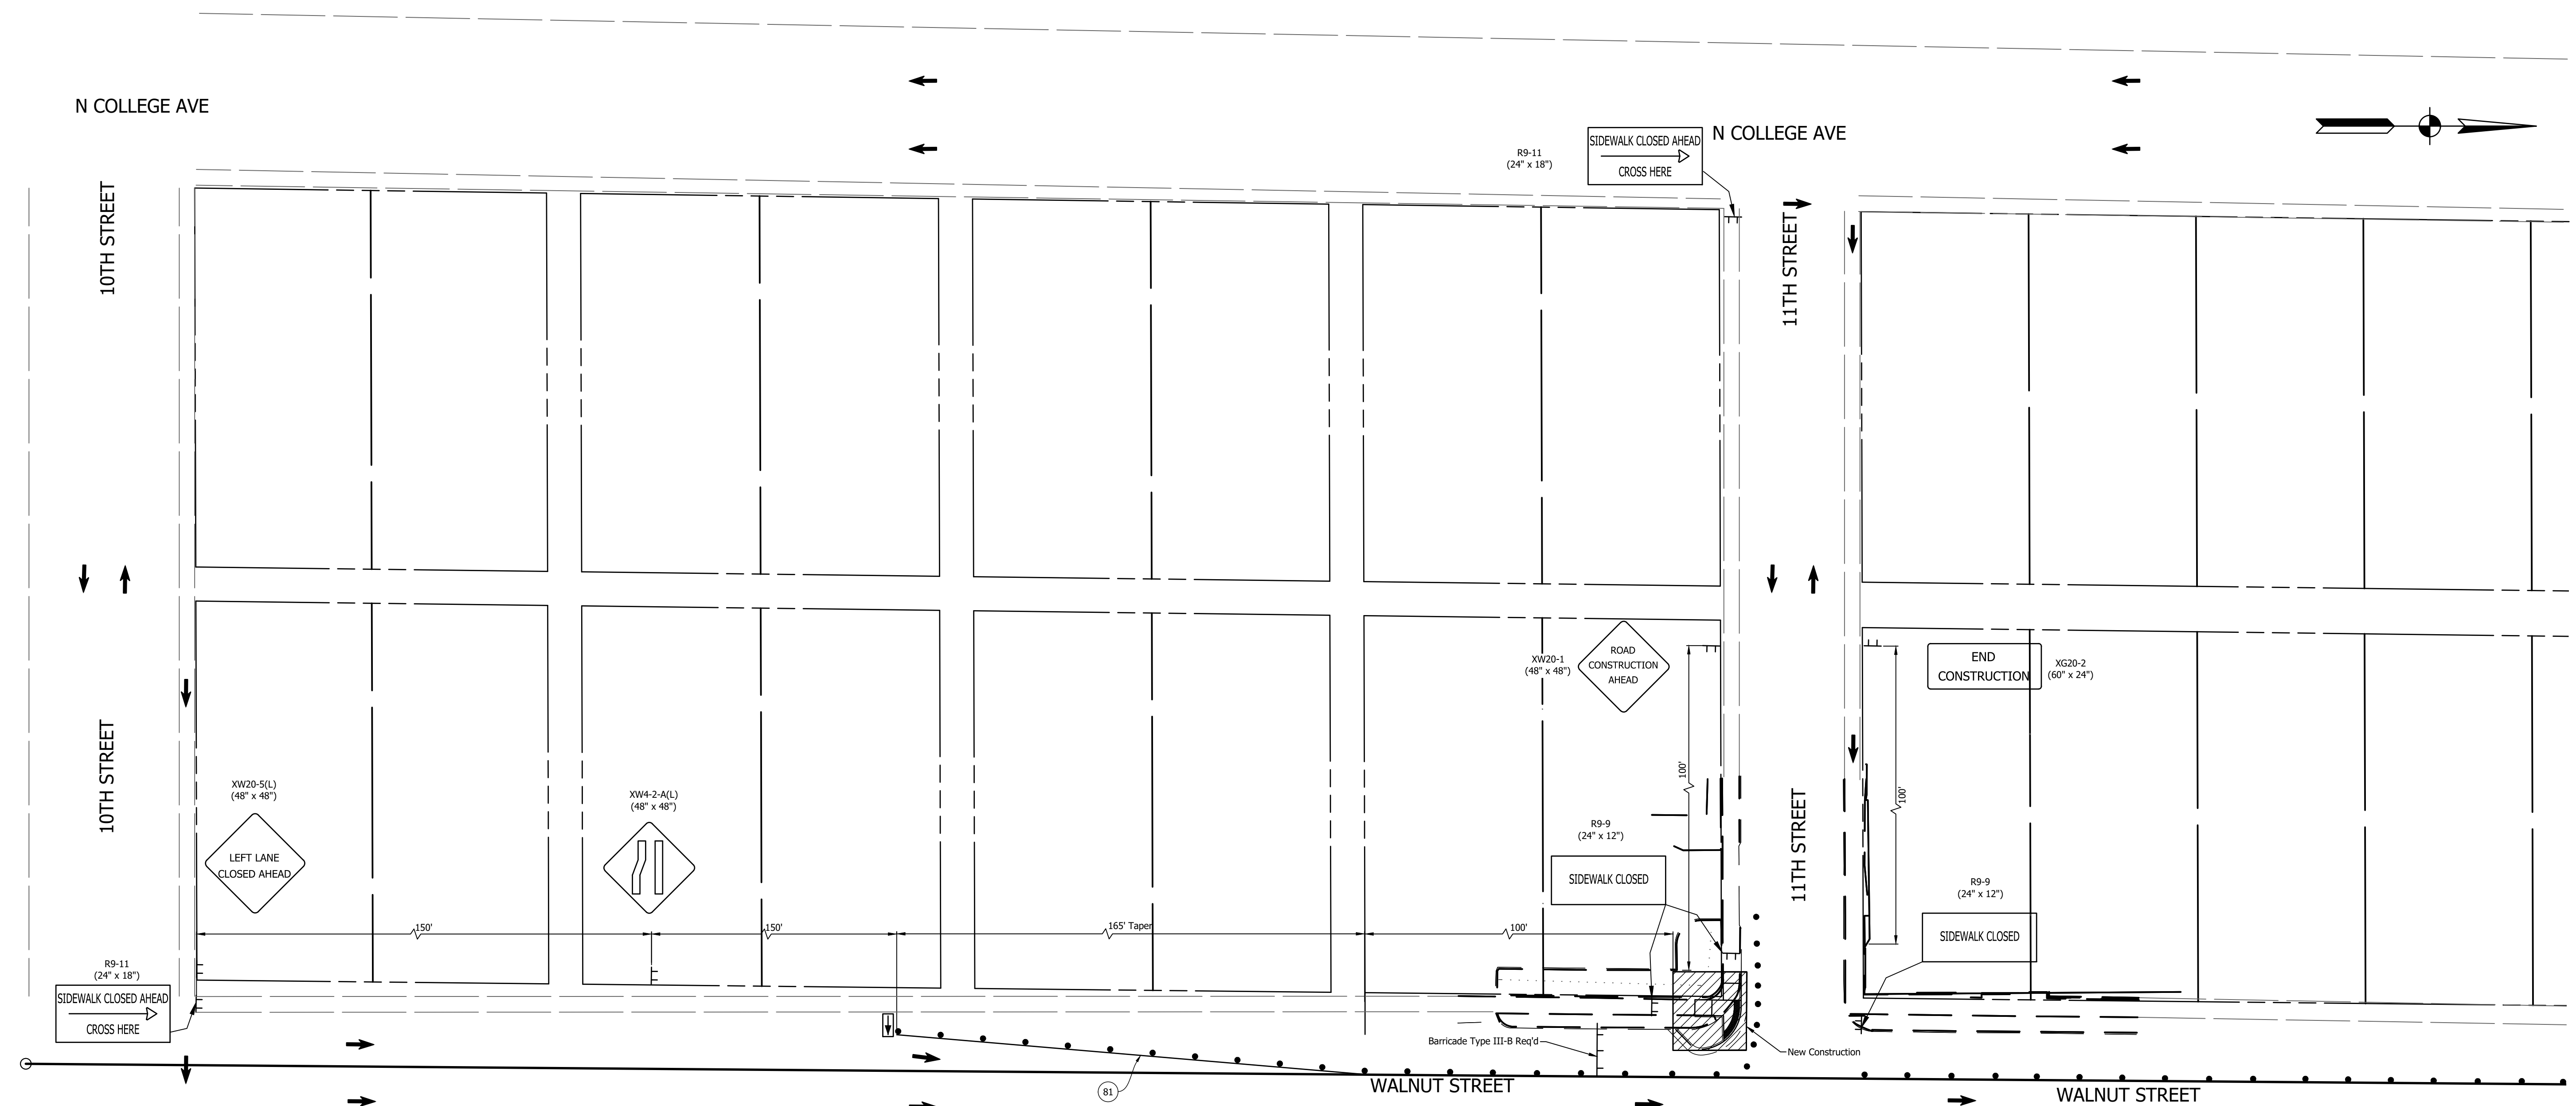 N COLLEGE AVE
N COLLEGE AVE
R9-11
(24" x 18")
SIDEWALK CLOSED AHEAD
CROSS HERE
10TH STREET
11TH STREET
XW20-1
(48" x 48")
ROAD
CONSTRUCTION
AHEAD
END
CONSTRUCTION
XG20-2
(60" x 24")
10TH STREET
XW20-5(L)
(48" x 48")
LEFT LANE
CLOSED AHEAD
XW4-2-A(L)
(48" x 48")
100'
100'
11TH STREET
R9-9
(24" x 12")
SIDEWALK CLOSED
R9-9
(24" x 12")
SIDEWALK CLOSED
150'
150'
165' Taper
100'
R9-11
(24" x 18")
SIDEWALK CLOSED AHEAD
CROSS HERE
Barricade Type III-B Req'd
New Construction
81
WALNUT STREET
WALNUT STREET